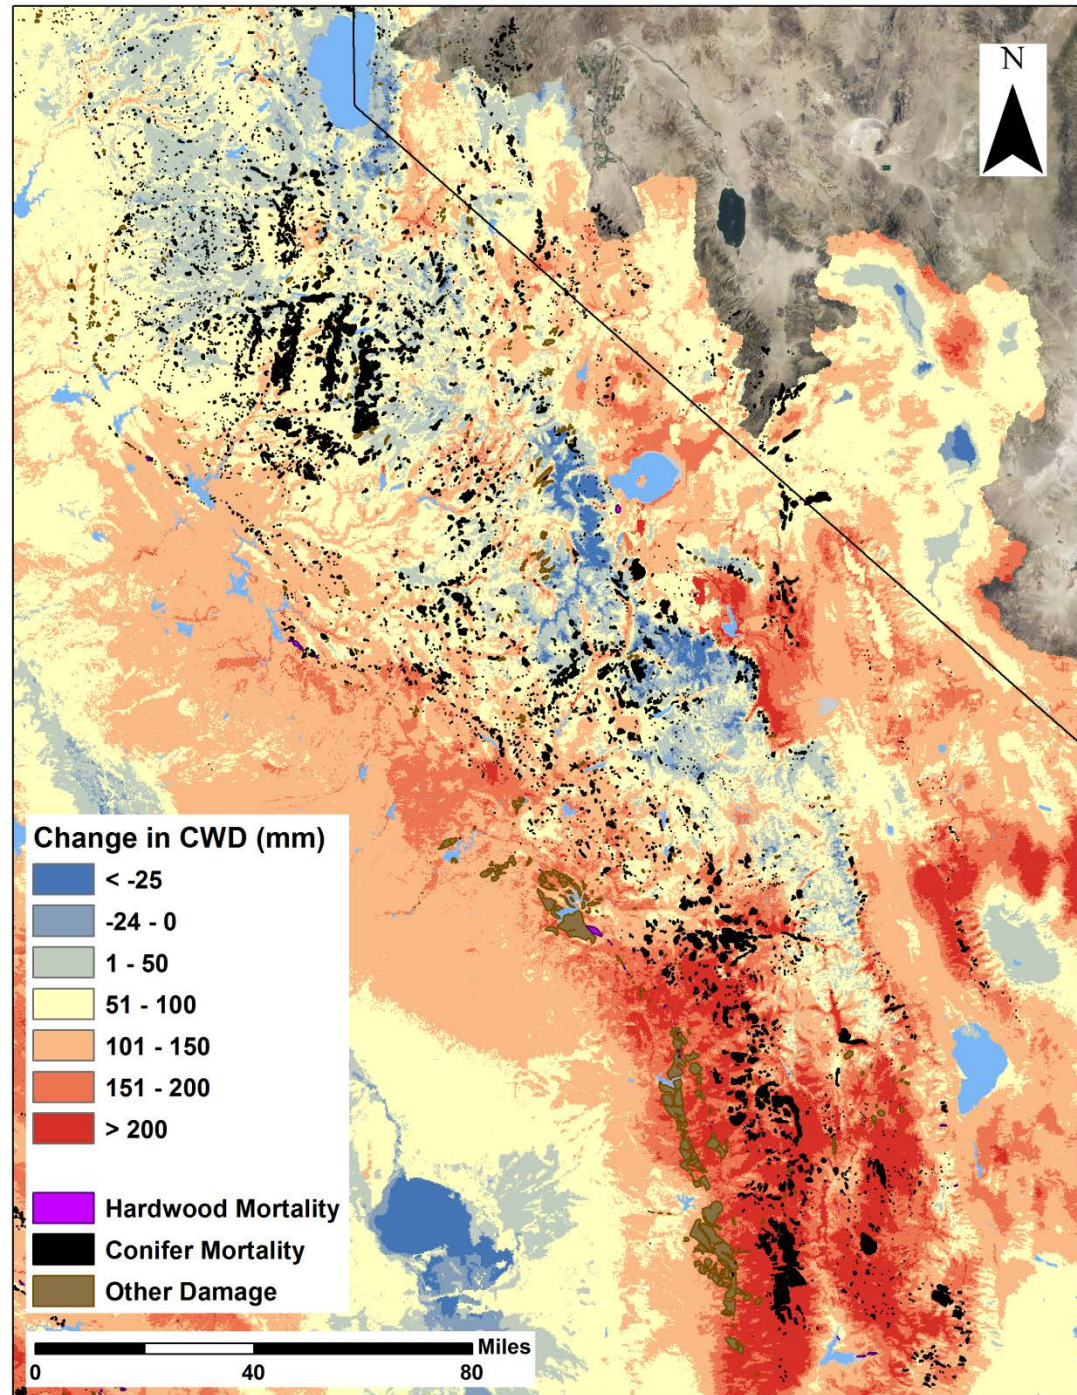 N
Change in CWD (mm)
< -25
-24 - 0
1 - 50
51 - 100
101 - 150
151 - 200
> 200
Hardwood Mortality
Conifer Mortality
Other Damage
Miles
0 40 80